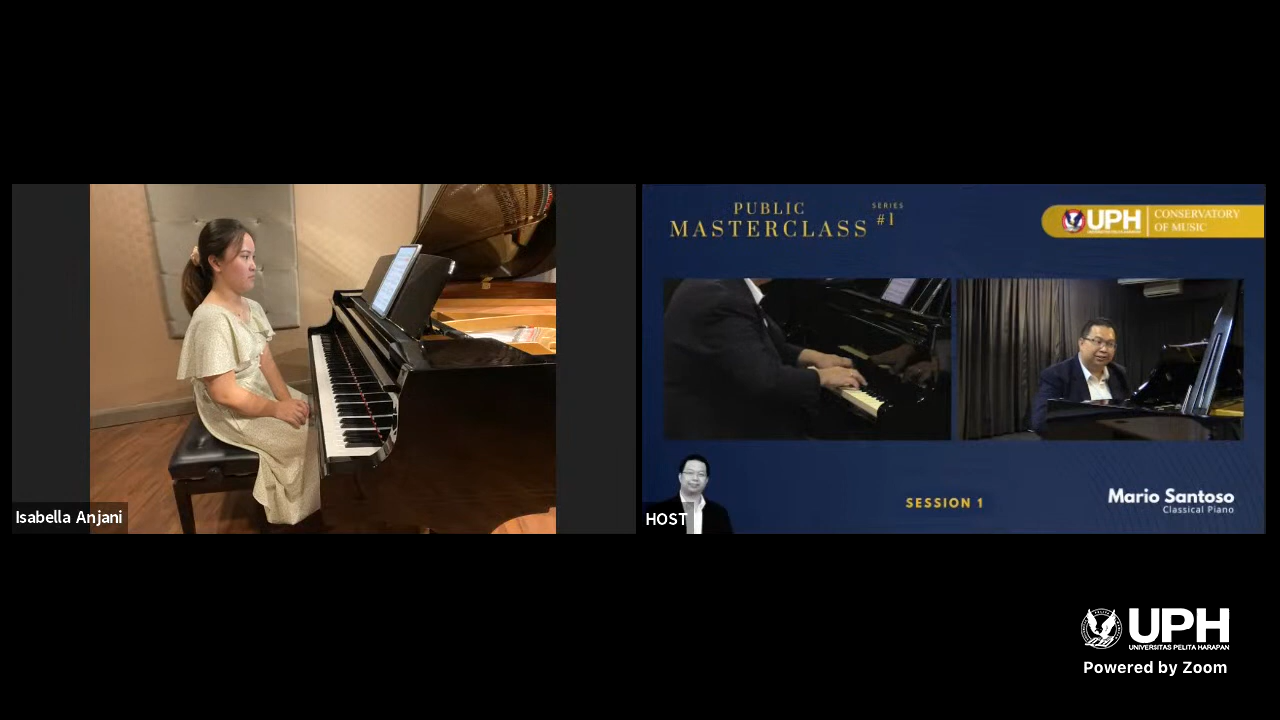 PUBLIC
MASTERCLASS
SERIES
#1
UPH
CONSERVATORY
OF MUSIC
Isabella Anjani
HOST
SESSION 1
Mario Santoso
Classical Piano
UPH
UNIVERSITAS PELITA HARAPAN
Powered by Zoom